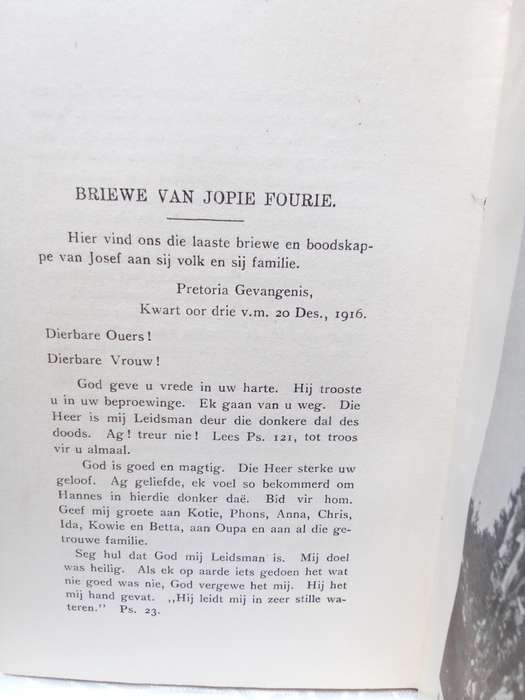 BRIEWE VAN JOPIE FOURIE.
Hier vind ons die laaste briewe en boodskap-
pe van Josef aan sij volk en sij familie.
Pretoria Gevangenis,
Kwart oor drie v.m. 20 Des., 1916.
Dierbare Ouers!
Dierbare Vrouw!
God geve u vrede in uw harte. Hij trooste
u in uw beproewinge. Ek gaan van u weg. Die
Heer is mij Leidsman deur die donkere dal des
doods. Ag! treur nie! Lees Ps. 121, tot troos
vir u almaal.
God is goed en magtig. Die Heer sterke uw
geloof. Ag geliefde, ek voel so bekommerd om
Hannes in hierdie donker daë. Bid vir hom.
Geef mij groete aan Kotie, Phons, Anna, Chris,
Ida, Kowie en Betta, aan Oupa en aan al die ge-
trouwe familie.
Seg hul dat God mij Leidsman is. Mij doel
was heilig. Als ek op aarde iets gedoen het wat
nie goed was nie, God vergewe het mij. Hij het
mij hand gevat. ,,Hij leidt mij in zeer stille wa-
teren.” Ps. 23.